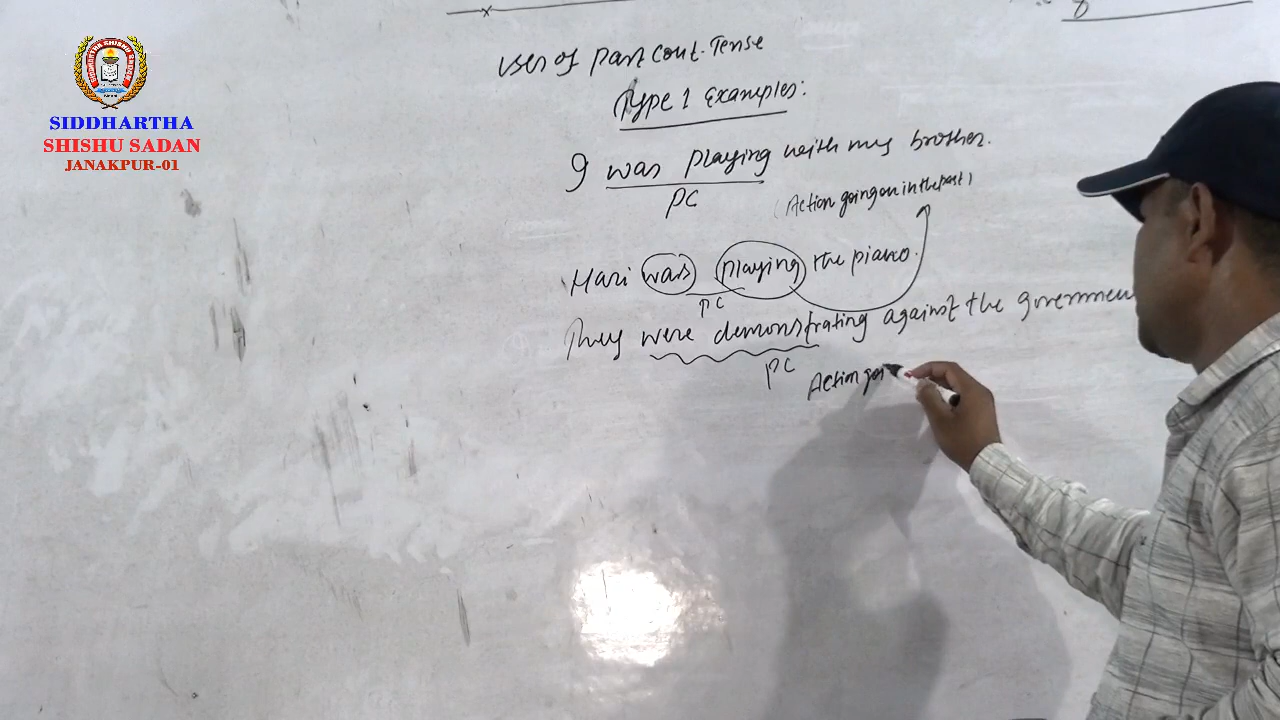 SIDDHARTHA
SHISHU SADAN
JANAKPUR-01
Uses of Past Cont. Tense
Type 1 Examples:
I was playing with my brother.
PC
(Action going on in the past)
Hari was playing the piano.
PC
They were demonstrating against the governmen
PC
Action goi